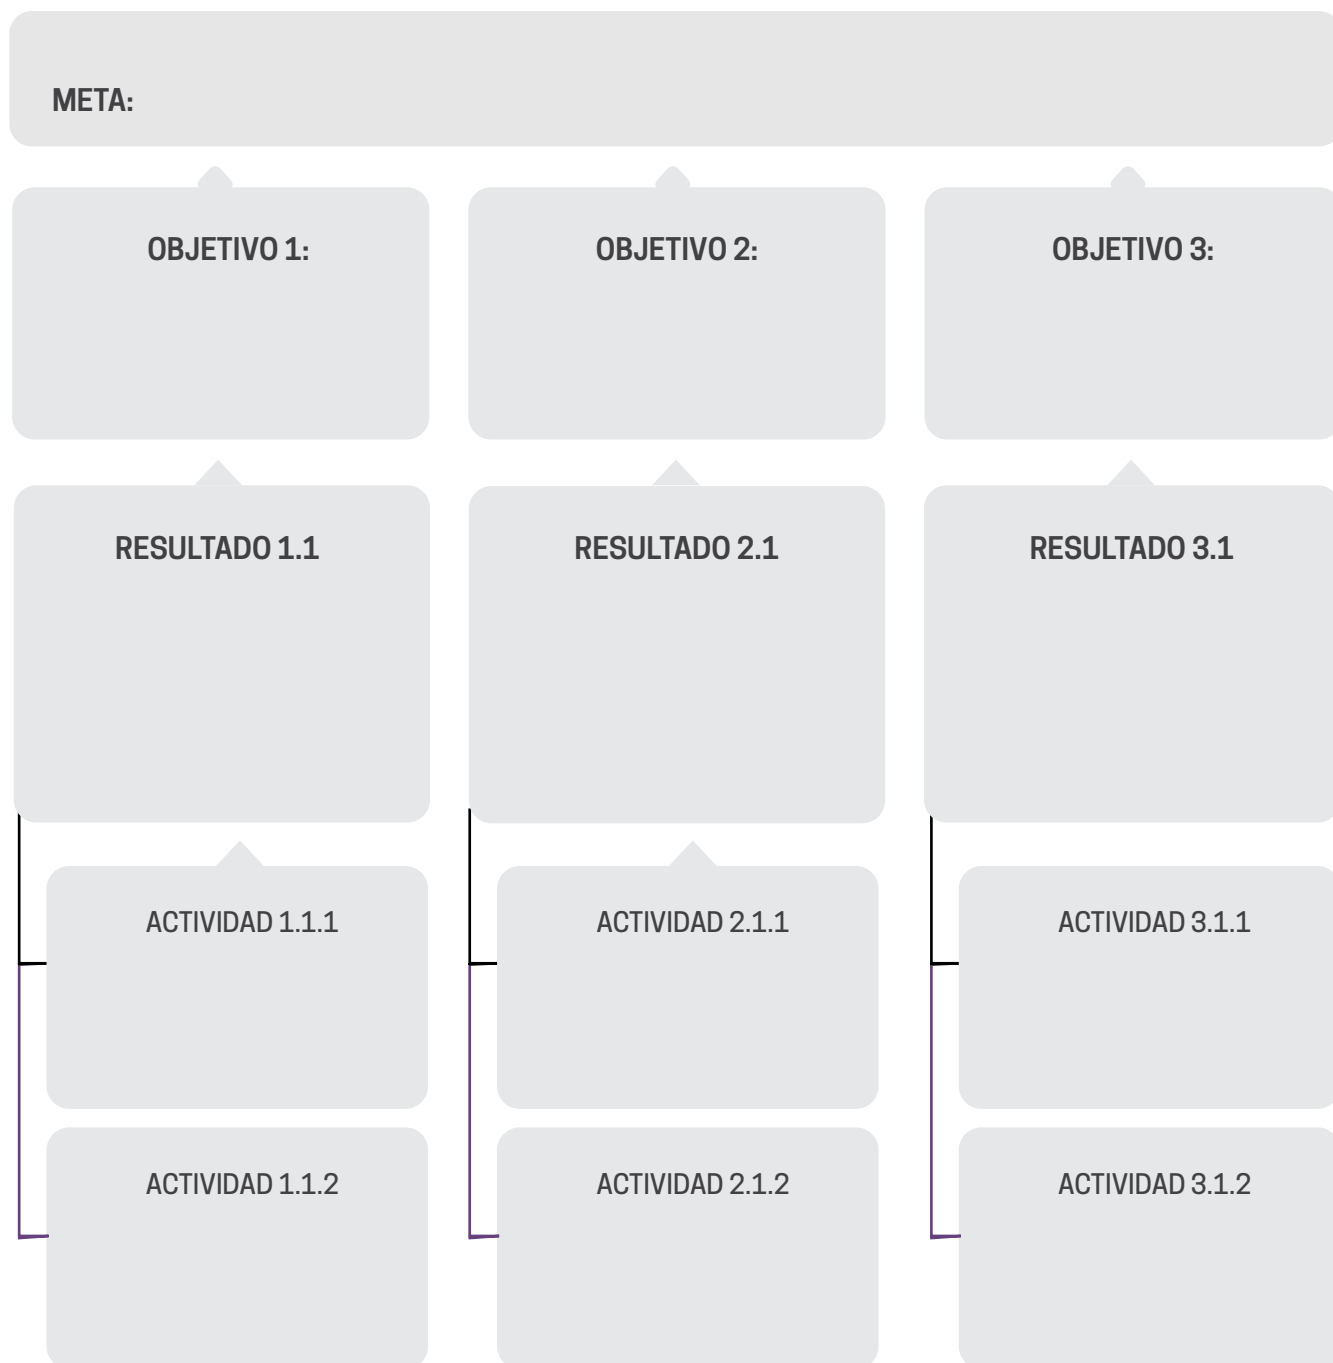 META:
OBJETIVO 1:
OBJETIVO 2:
OBJETIVO 3:
RESULTADO 1.1
RESULTADO 2.1
RESULTADO 3.1
ACTIVIDAD 1.1.1
ACTIVIDAD 2.1.1
ACTIVIDAD 3.1.1
ACTIVIDAD 1.1.2
ACTIVIDAD 2.1.2
ACTIVIDAD 3.1.2